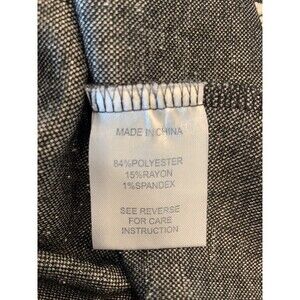 MADE IN CHINA
84%POLYESTER
15%RAYON
1%SPANDEX
SEE REVERSE
FOR CARE
INSTRUCTION